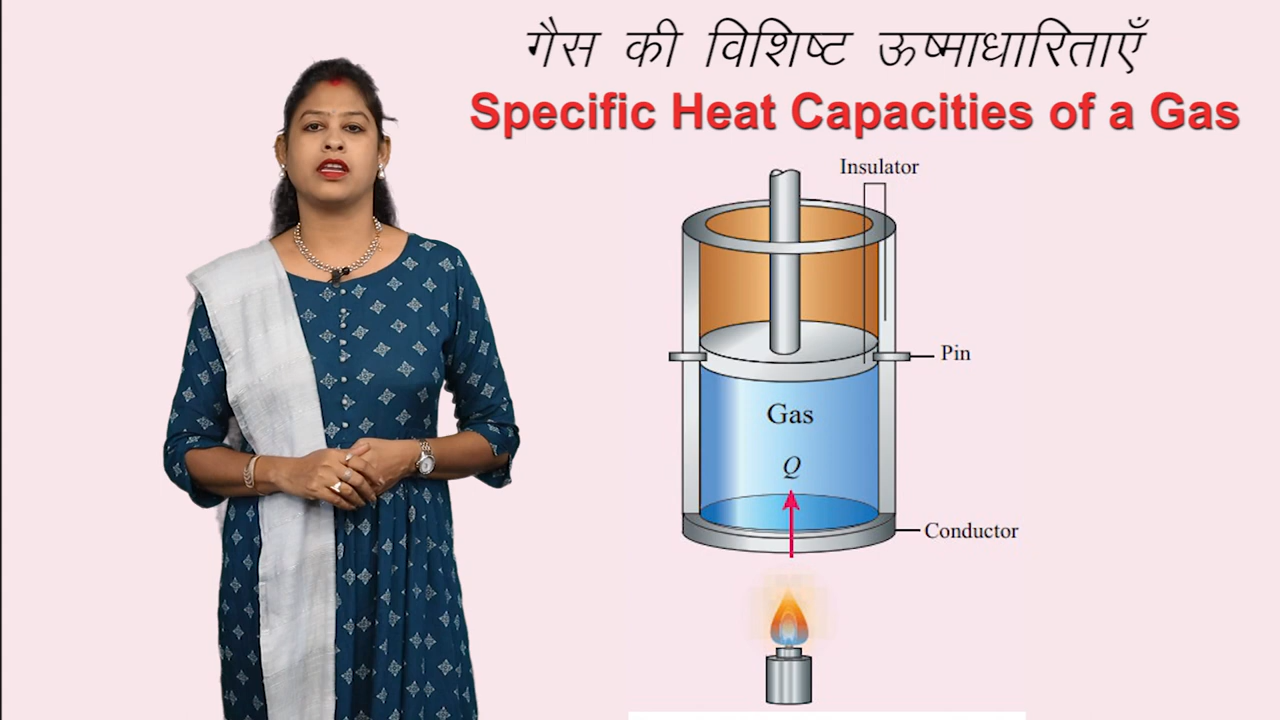 गैस की विशिष्ट ऊष्माधारिताएँ
Specific Heat Capacities of a Gas
Insulator
Pin
Gas
Q
Conductor